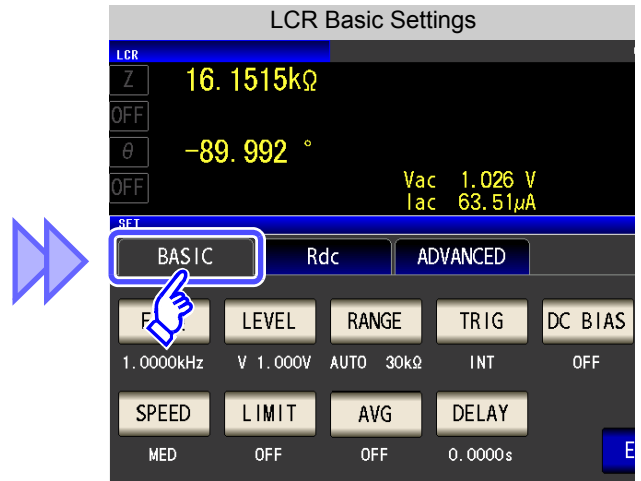 LCR Basic Settings
LCR
Z 16.1515kΩ
OFF
θ -89.992 °
OFF
Vac 1.026 V
Iac 63.51μA
SET
BASIC Rdc ADVANCED
LEVEL RANGE TRIG DC BIAS
1.0000kHz V 1.000V AUTO 30kΩ INT OFF
SPEED LIMIT AVG DELAY
MED OFF OFF 0.0000s